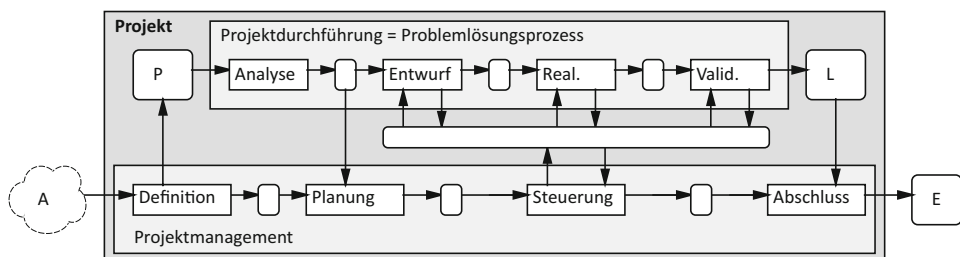 Projekt
Projektdurchführung = Problemlösungsprozess
P
Analyse
Entwurf
Real.
Valid.
L
A
Definition
Planung
Steuerung
Abschluss
E
Projektmanagement